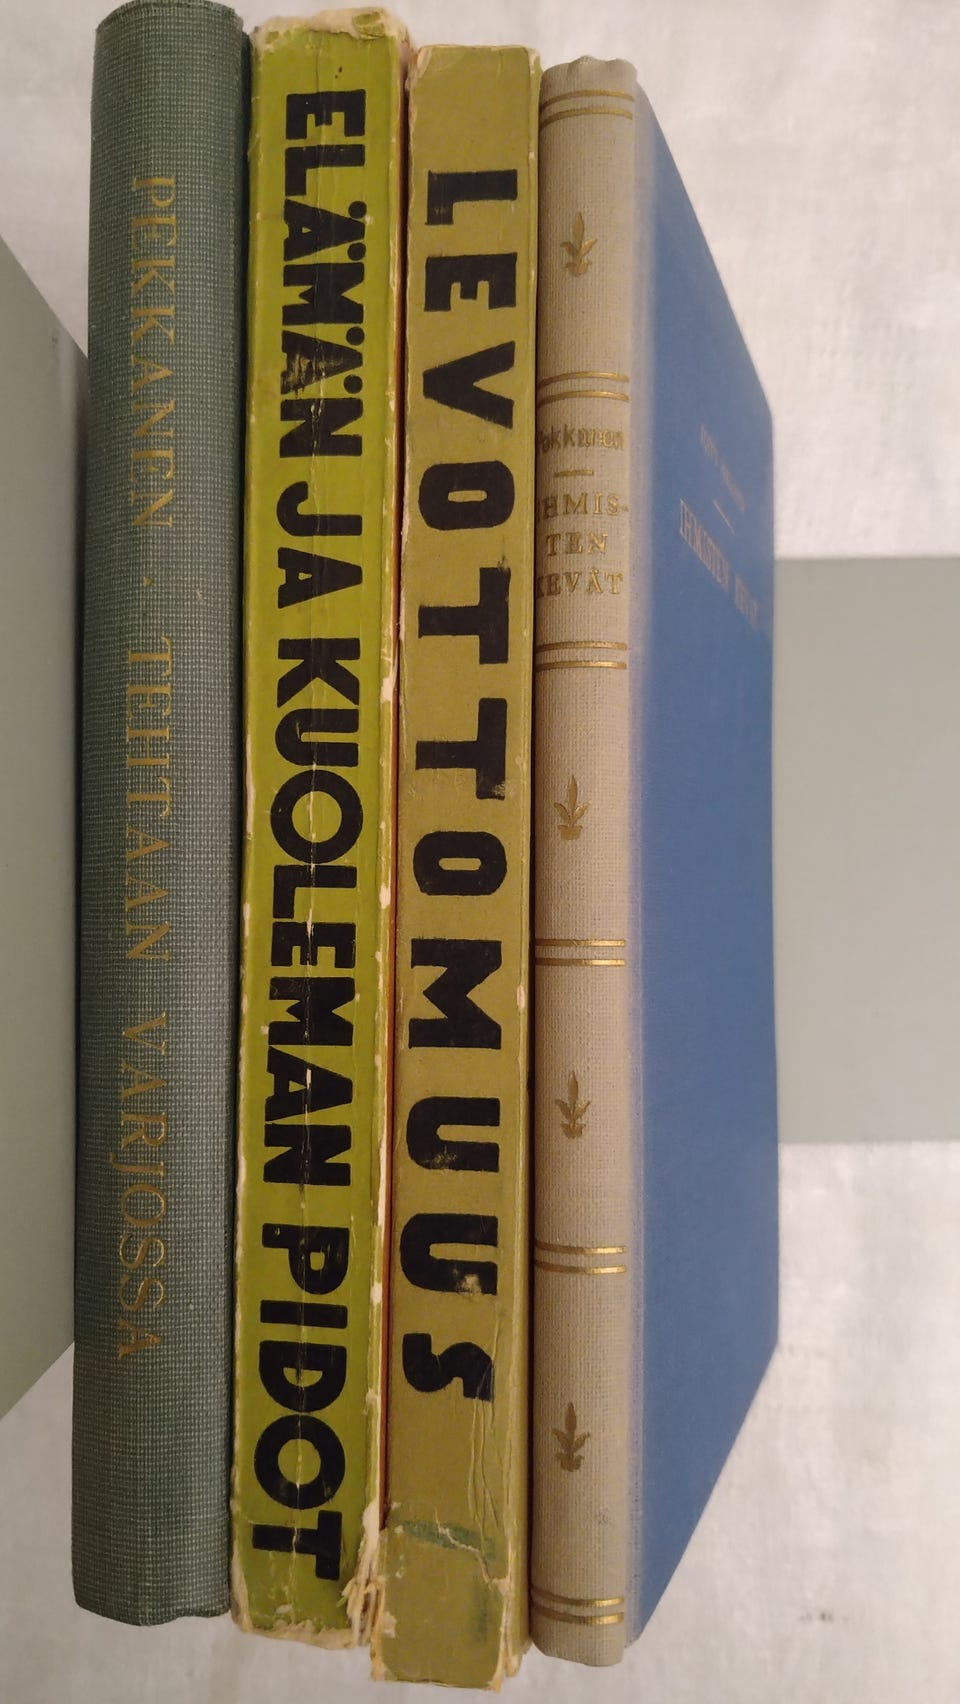 PEKKANEN · TEHTAAN VARJOSSA
ELÄMÄN JA KUOLEMAN PIDOT
LEVOTTOMUUS
Pekkanen
IHMIS-
TEN
KEVÄT
IHMISTEN KEVÄT